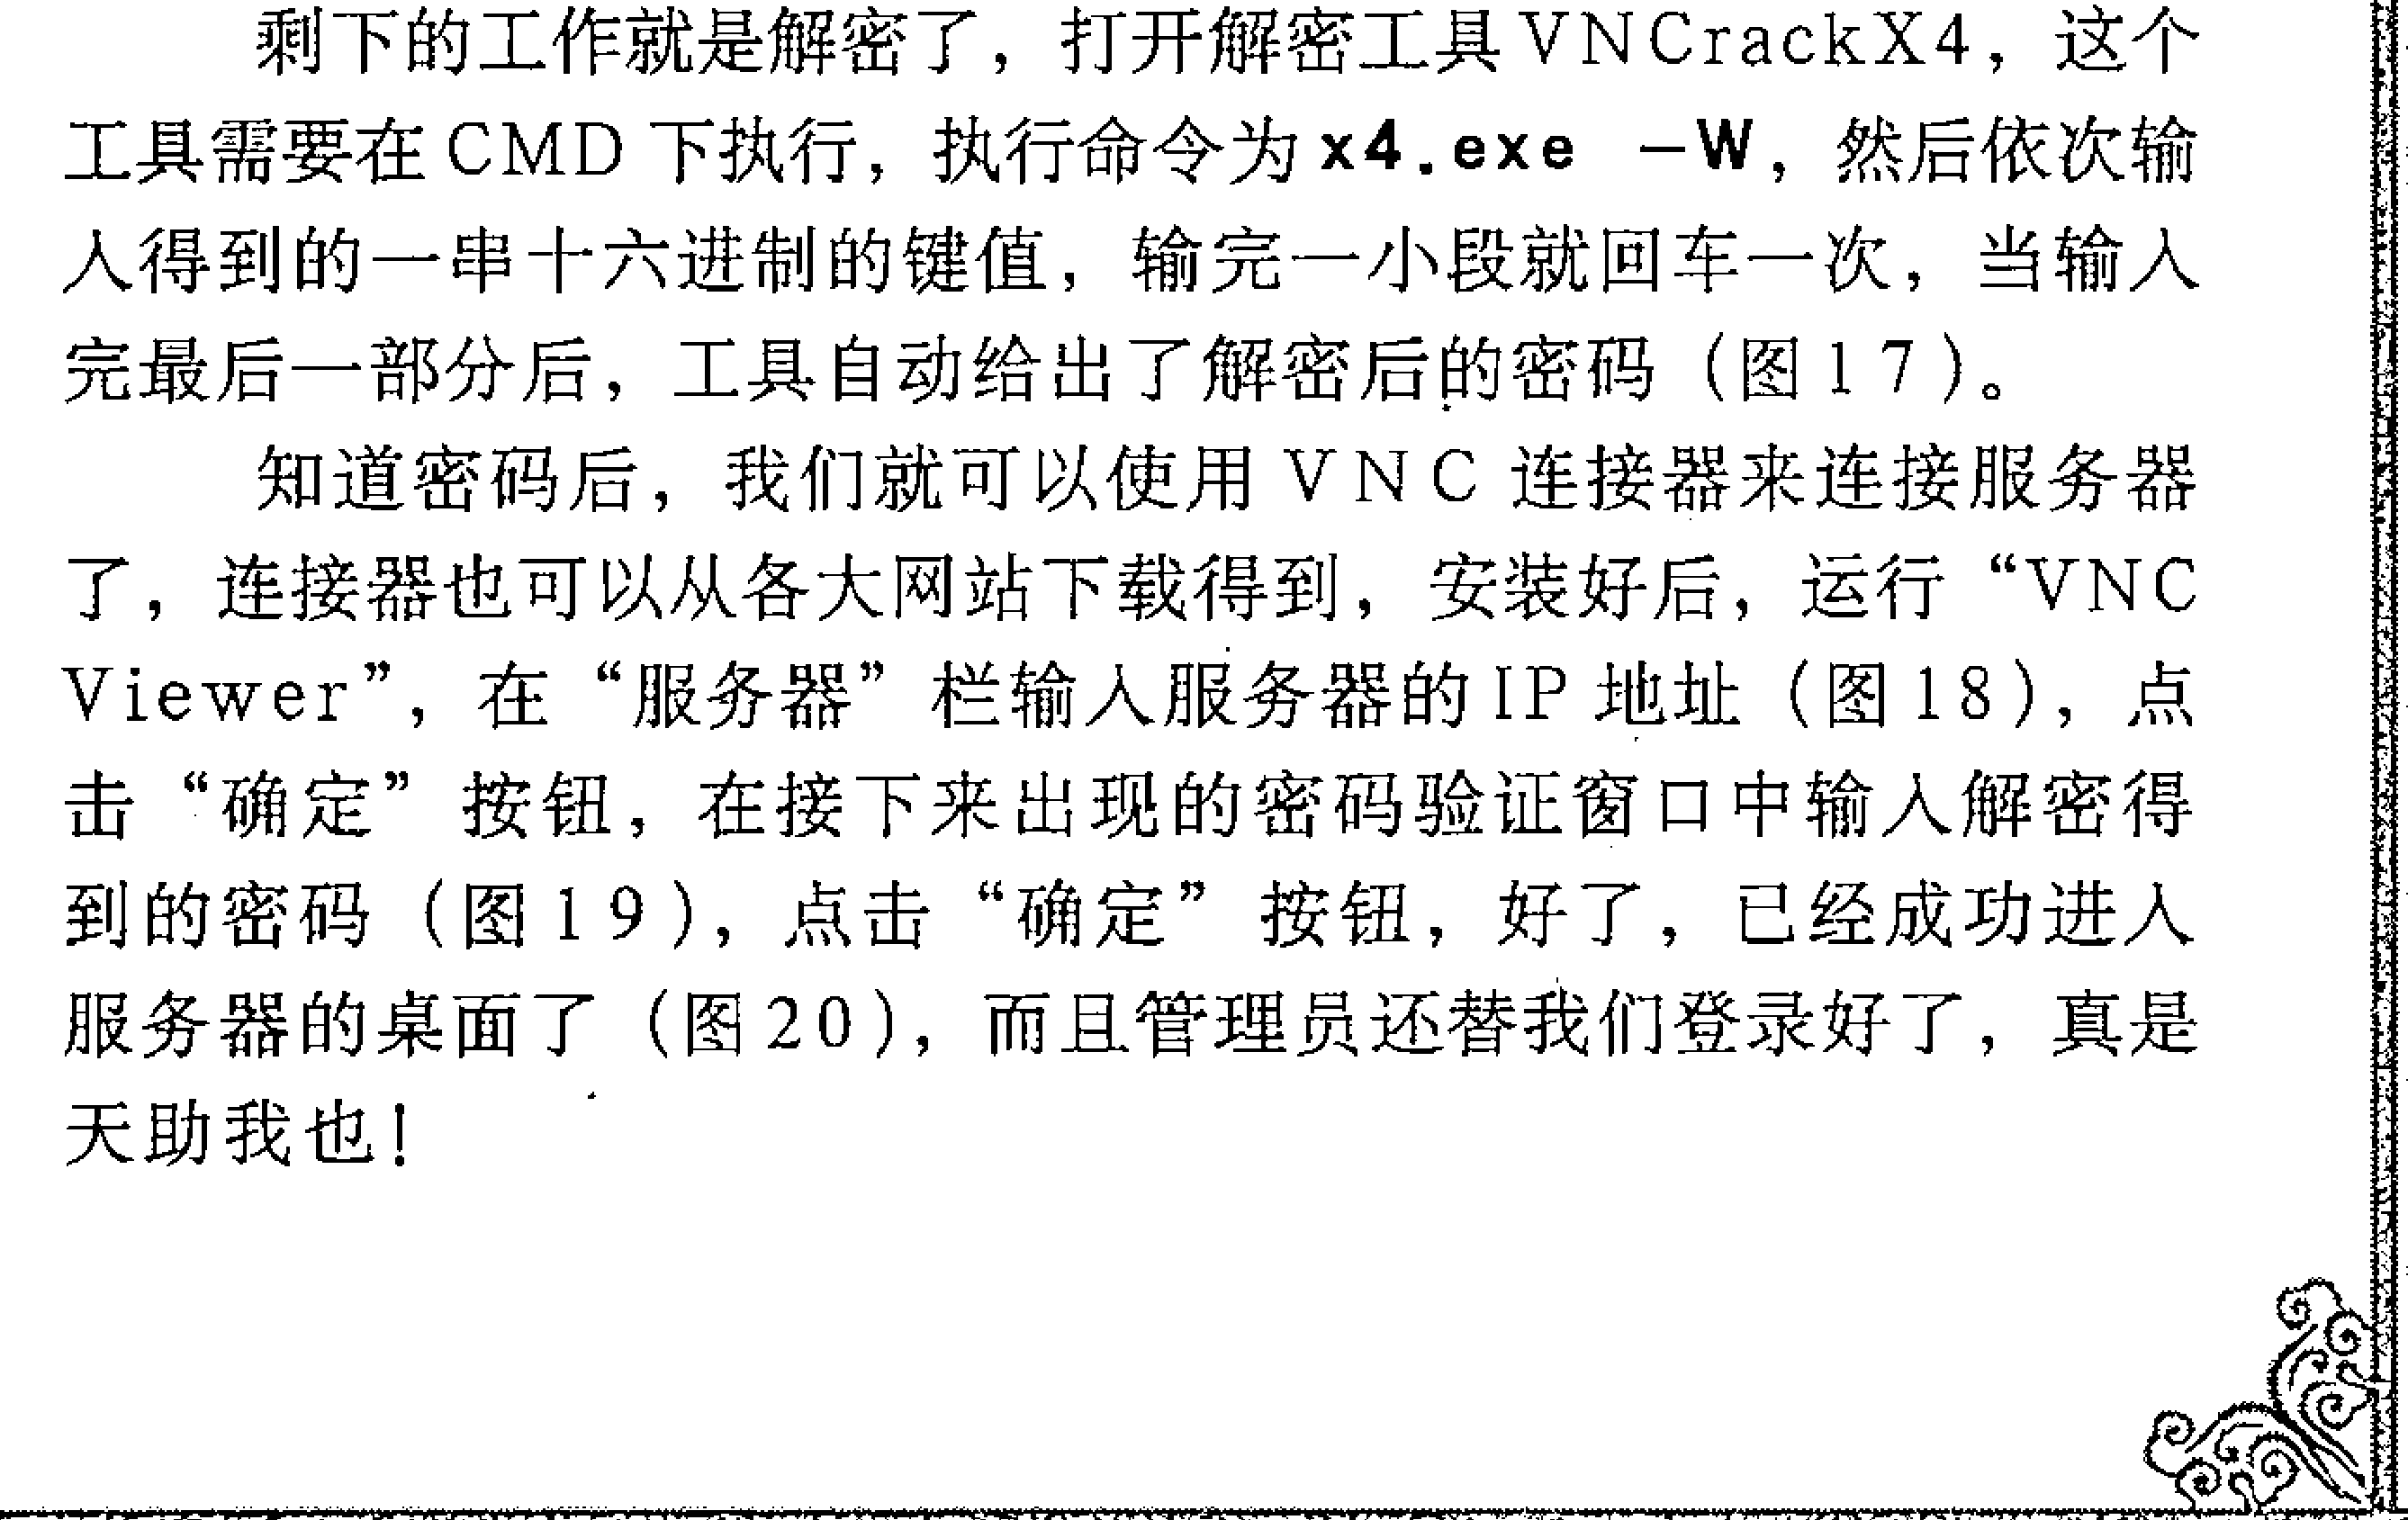 剩下的工作就是解密了，打开解密工具VNCrackX4，这个
工具需要在CMD下执行，执行命令为x4.exe －W，然后依次输
入得到的一串十六进制的键值，输完一小段就回车一次，当输入
完最后一部分后，工具自动给出了解密后的密码（图17）。
知道密码后，我们就可以使用VNC连接器来连接服务器
了，连接器也可以从各大网站下载得到，安装好后，运行“VNC
Viewer”，在“服务器”栏输入服务器的IP地址（图18），点
击“确定”按钮，在接下来出现的密码验证窗口中输入解密得
到的密码（图19），点击“确定”按钮，好了，已经成功进入
服务器的桌面了（图20），而且管理员还替我们登录好了，真是
天助我也！